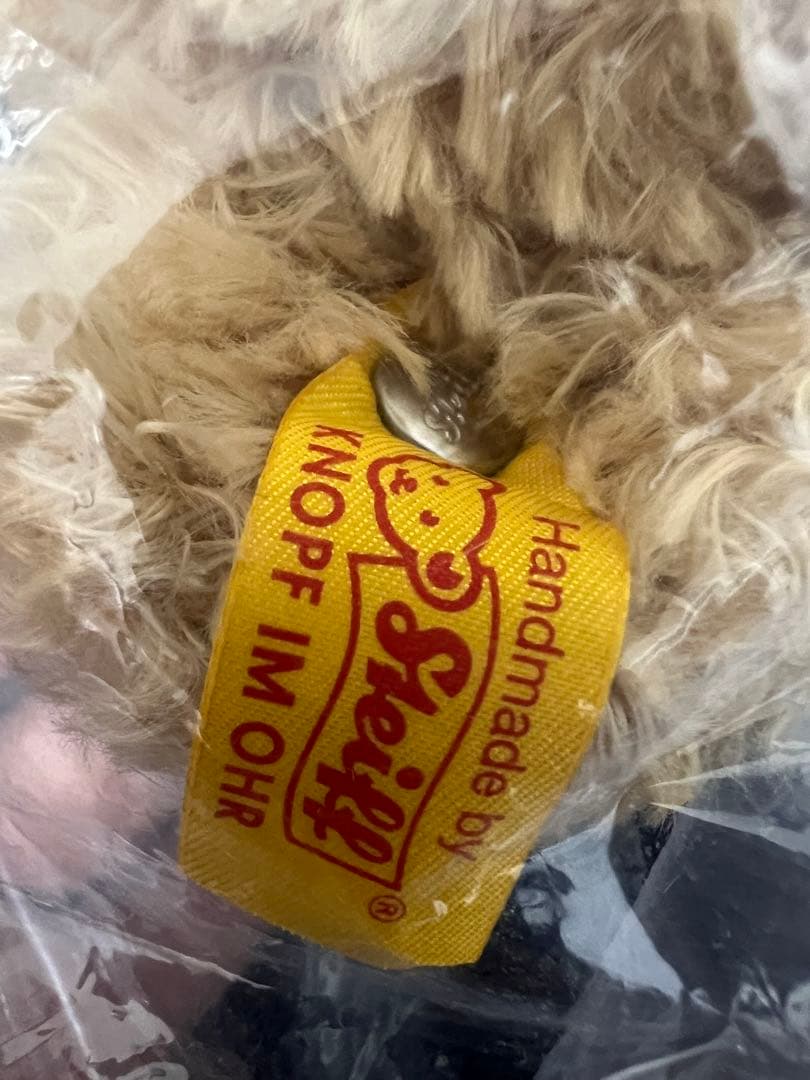 Handmade by
Steiff
®
KNOPF IM OHR